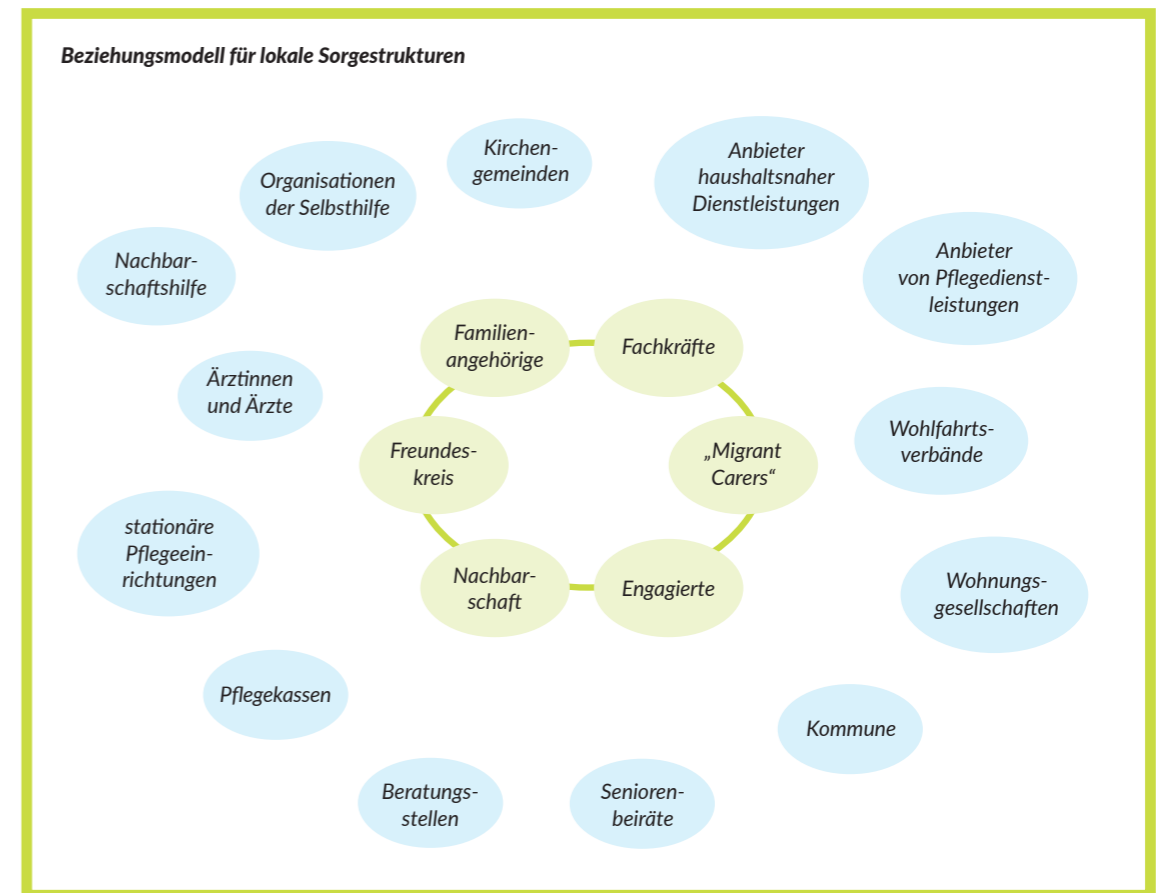 Beziehungsmodell für lokale Sorgestrukturen
Kirchen-
gemeinden
Anbieter
haushaltsnaher
Dienstleistungen
Organisationen
der Selbsthilfe
Anbieter
von Pflegedienst-
leistungen
Nachbar-
schaftshilfe
Familien-
angehörige
Fachkräfte
Ärztinnen
und Ärzte
Freundes-
kreis
„Migrant
Carers“
Wohlfahrts-
verbände
stationäre
Pflegeein-
richtungen
Nachbar-
schaft
Engagierte
Wohnungs-
gesellschaften
Pflegekassen
Kommune
Beratungs-
stellen
Senioren-
beiräte